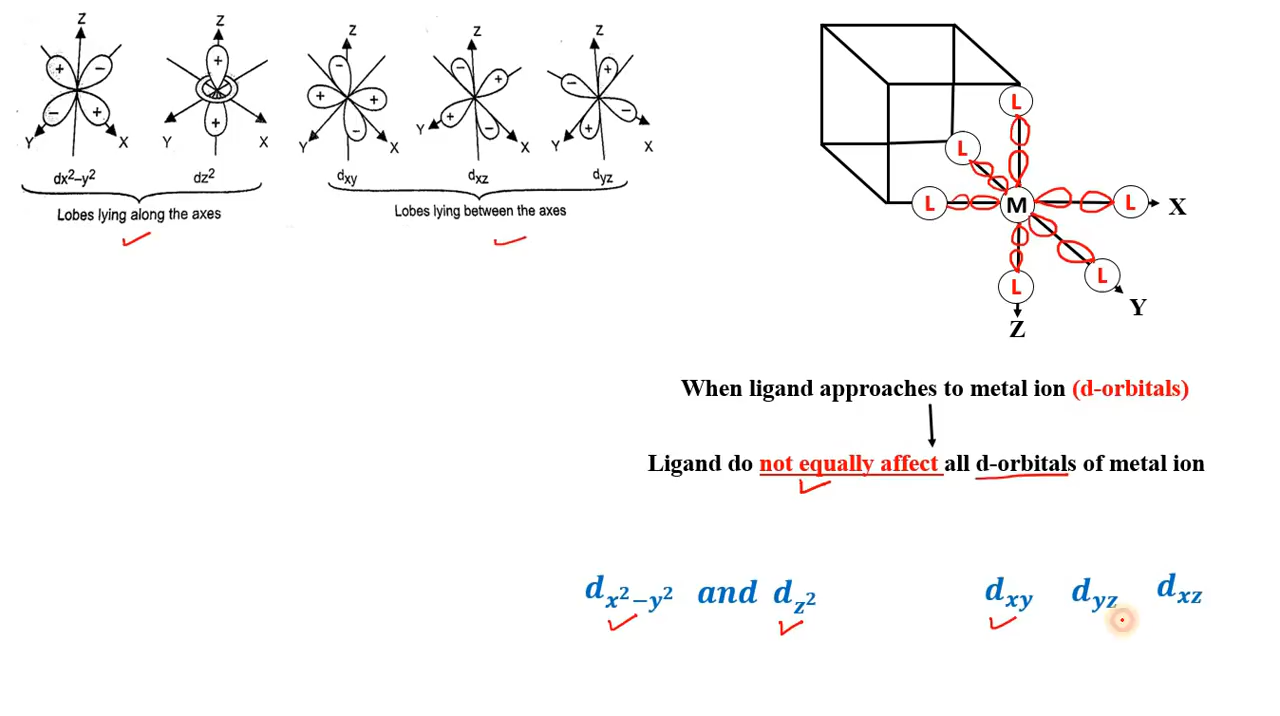 Z Z Z Z Z
+ − − +
+
− + + +
− + −
+ − + −
Y X Y X Y X Y X X
dx²−y² dz² dxy dxz dyz
Lobes lying along the axes Lobes lying between the axes
L
L
L M L X
L
L
Y
Z
When ligand approaches to metal ion (d-orbitals)
Ligand do not equally affect all d-orbitals of metal ion
dx²−y² and dz² dxy dyz dxz